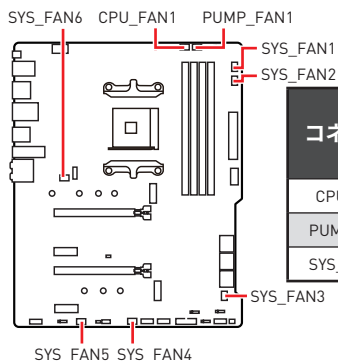 SYS_FAN6 CPU_FAN1 PUMP_FAN1
SYS_FAN1
SYS_FAN2
SYS_FAN3
SYS_FAN5 SYS_FAN4
コネ
CPU
PUM
SYS_